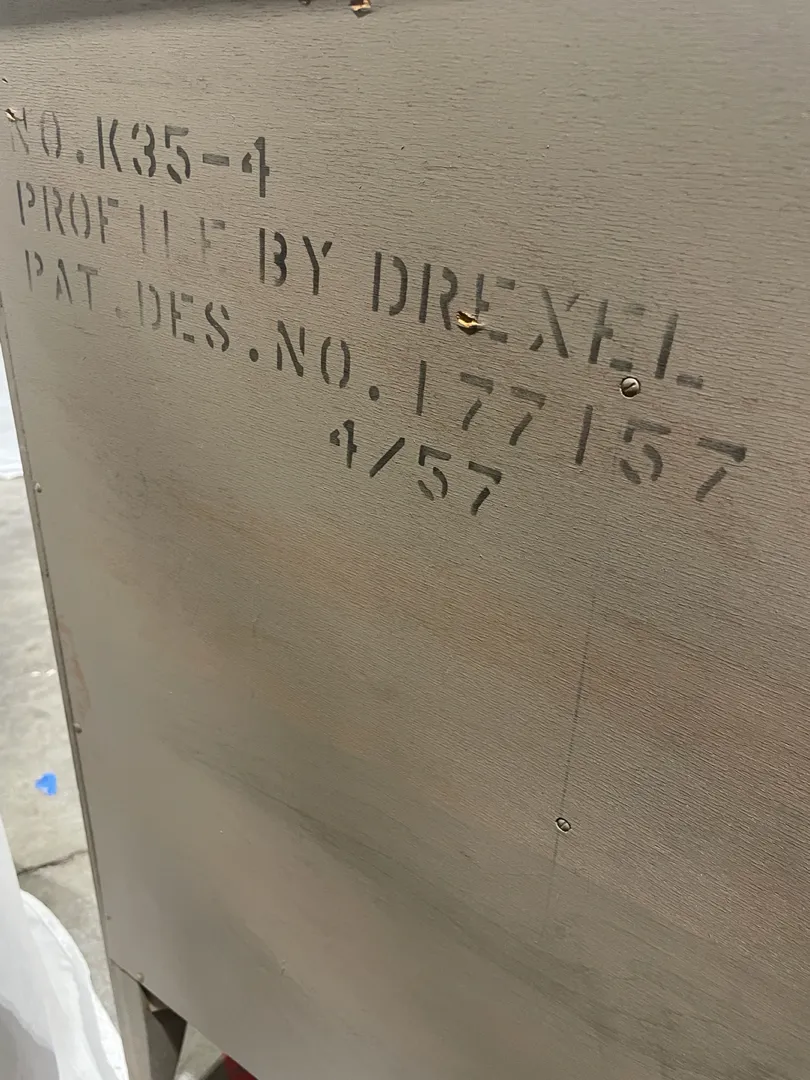 NO.K35-4
PROFILE BY DREXEL
PAT.DES.NO.177157
4/57